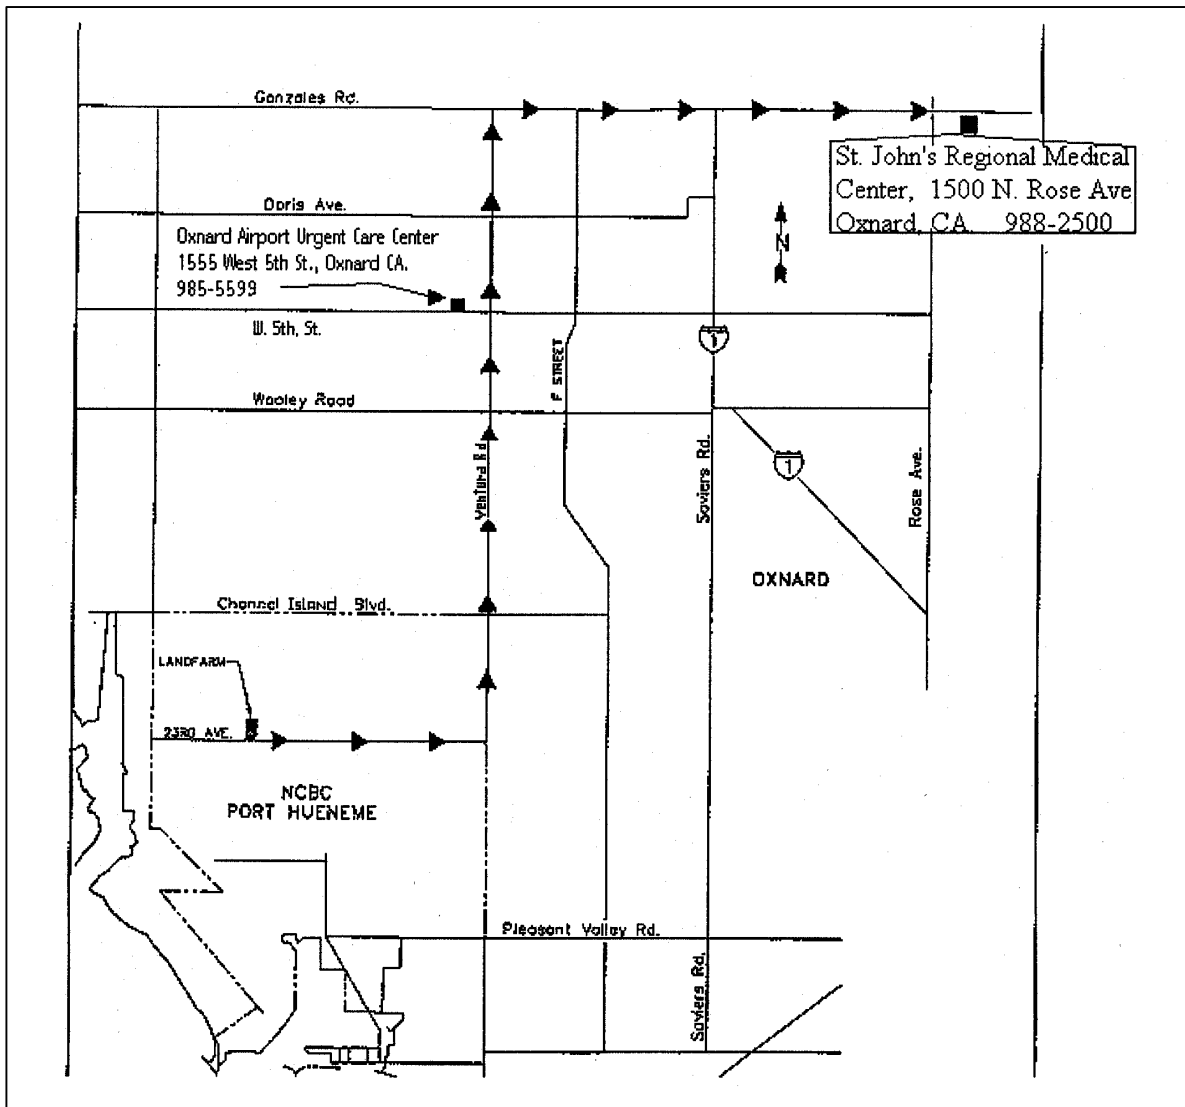 Gonzales Rd.
St. John's Regional Medical
Center, 1500 N. Rose Ave
Oxnard, CA. 988-2500
Doris Ave.
Oxnard Airport Urgent Care Center
1555 West 5th St., Oxnard CA.
985-5599
N
W. 5th, St.
1
F STREET
Wooley Road
Ventura Rd
Saviers Rd.
1
Rose Ave.
OXNARD
Channel Island Blvd.
LANDFARM
23RD AVE.
NCBC
PORT HUENEME
Pleasant Valley Rd.
Saviers Rd.